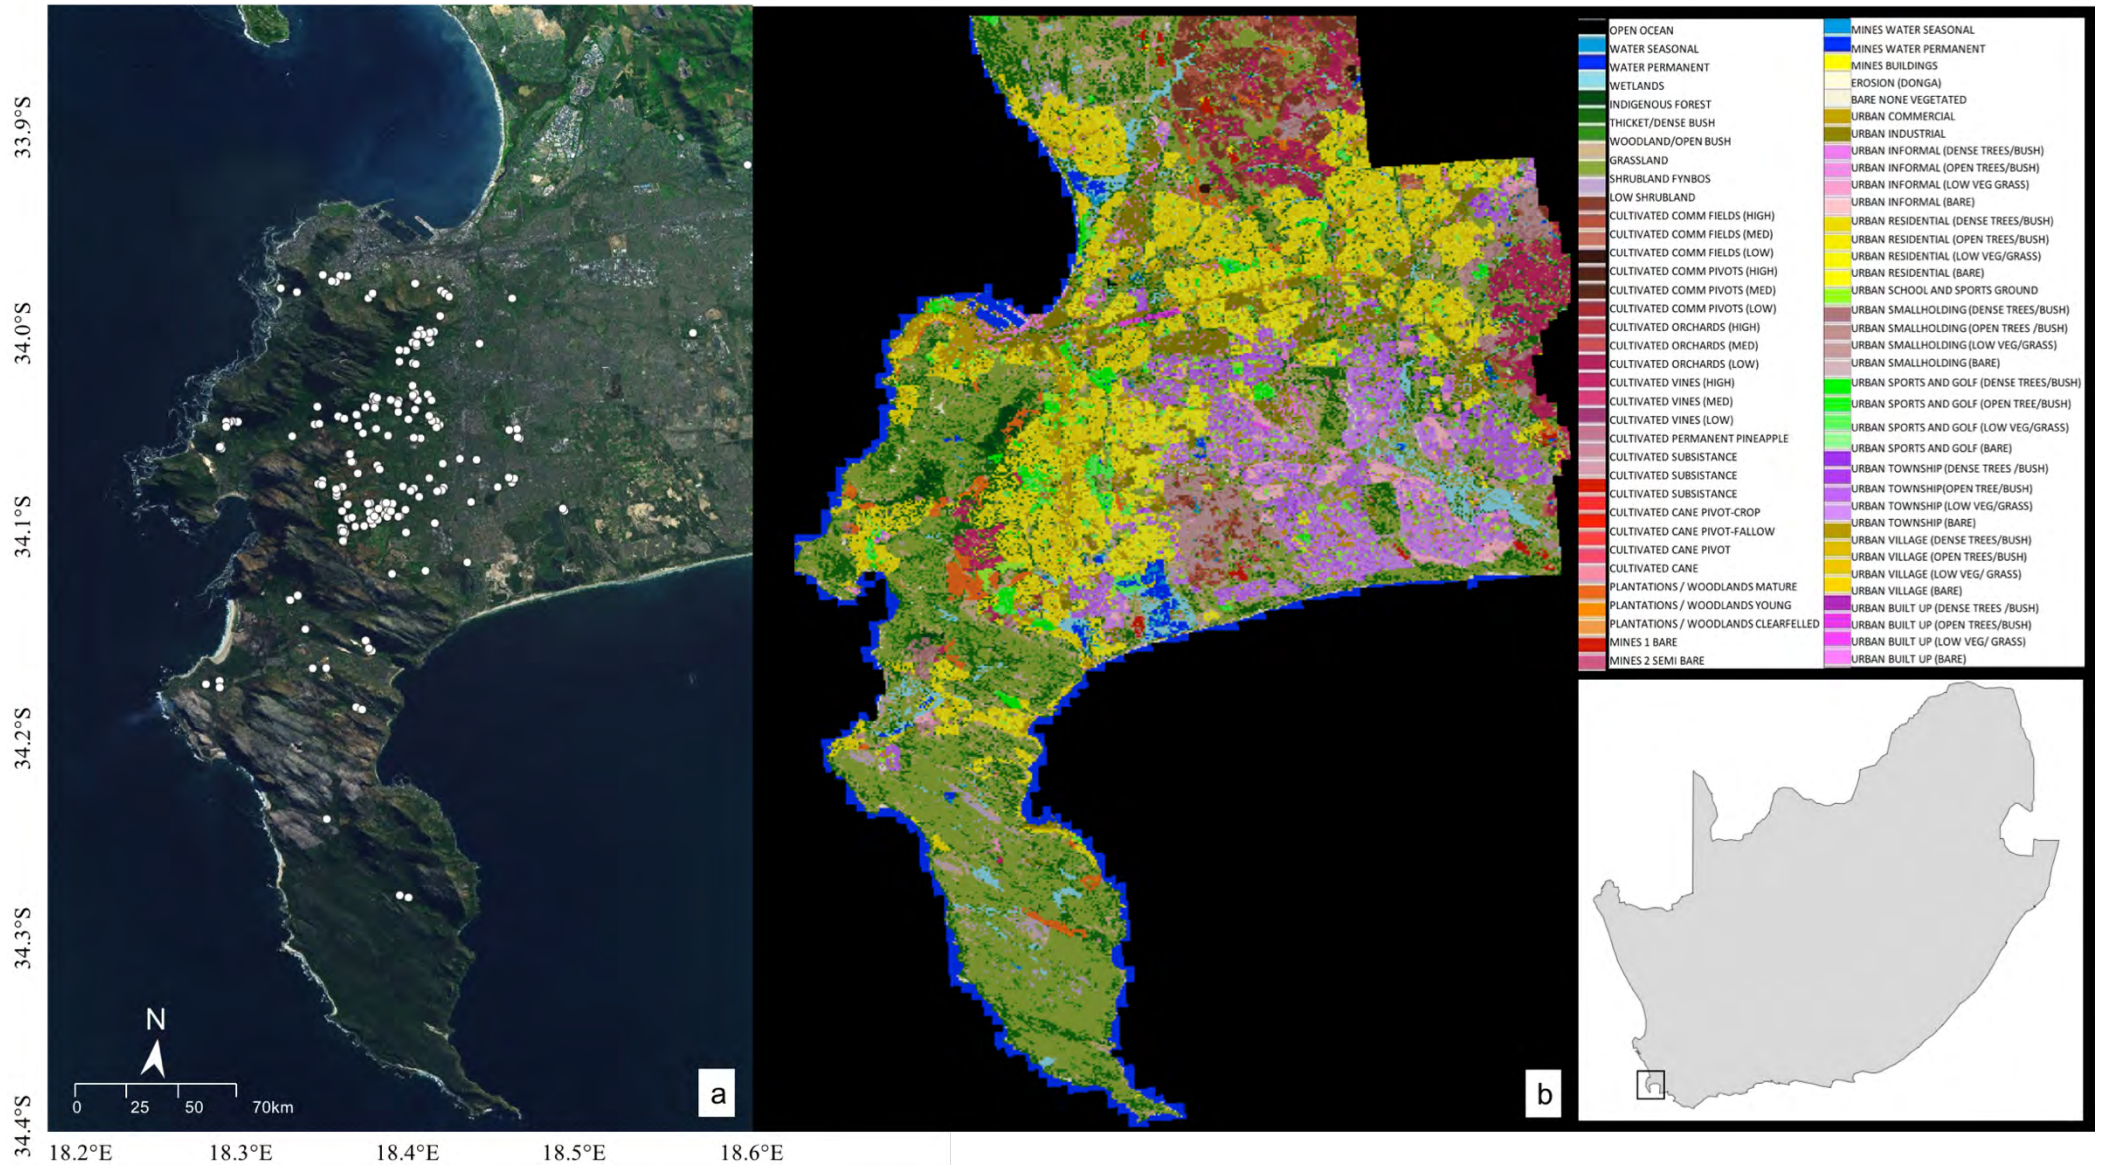 33.9°S
34.0°S
34.1°S
34.2°S
34.3°S
34.4°S
N
0 25 50 70km
a
18.2°E 18.3°E 18.4°E 18.5°E 18.6°E
b
OPEN OCEAN
WATER SEASONAL
WATER PERMANENT
WETLANDS
INDIGENOUS FOREST
THICKET/DENSE BUSH
WOODLAND/OPEN BUSH
GRASSLAND
SHRUBLAND FYNBOS
LOW SHRUBLAND
CULTIVATED COMM FIELDS (HIGH)
CULTIVATED COMM FIELDS (MED)
CULTIVATED COMM FIELDS (LOW)
CULTIVATED COMM PIVOTS (HIGH)
CULTIVATED COMM PIVOTS (MED)
CULTIVATED COMM PIVOTS (LOW)
CULTIVATED ORCHARDS (HIGH)
CULTIVATED ORCHARDS (MED)
CULTIVATED ORCHARDS (LOW)
CULTIVATED VINES (HIGH)
CULTIVATED VINES (MED)
CULTIVATED VINES (LOW)
CULTIVATED PERMANENT PINEAPPLE
CULTIVATED SUBSISTANCE
CULTIVATED SUBSISTANCE
CULTIVATED SUBSISTANCE
CULTIVATED CANE PIVOT-CROP
CULTIVATED CANE PIVOT-FALLOW
CULTIVATED CANE PIVOT
CULTIVATED CANE
PLANTATIONS / WOODLANDS MATURE
PLANTATIONS / WOODLANDS YOUNG
PLANTATIONS / WOODLANDS CLEARFELLED
MINES 1 BARE
MINES 2 SEMI BARE
MINES WATER SEASONAL
MINES WATER PERMANENT
MINES BUILDINGS
EROSION (DONGA)
BARE NONE VEGETATED
URBAN COMMERCIAL
URBAN INDUSTRIAL
URBAN INFORMAL (DENSE TREES/BUSH)
URBAN INFORMAL (OPEN TREES/BUSH)
URBAN INFORMAL (LOW VEG GRASS)
URBAN INFORMAL (BARE)
URBAN RESIDENTIAL (DENSE TREES/BUSH)
URBAN RESIDENTIAL (OPEN TREES/BUSH)
URBAN RESIDENTIAL (LOW VEG/GRASS)
URBAN RESIDENTIAL (BARE)
URBAN SCHOOL AND SPORTS GROUND
URBAN SMALLHOLDING (DENSE TREES/BUSH)
URBAN SMALLHOLDING (OPEN TREES /BUSH)
URBAN SMALLHOLDING (LOW VEG/GRASS)
URBAN SMALLHOLDING (BARE)
URBAN SPORTS AND GOLF (DENSE TREES/BUSH)
URBAN SPORTS AND GOLF (OPEN TREE/BUSH)
URBAN SPORTS AND GOLF (LOW VEG/GRASS)
URBAN SPORTS AND GOLF (BARE)
URBAN TOWNSHIP (DENSE TREES /BUSH)
URBAN TOWNSHIP(OPEN TREE/BUSH)
URBAN TOWNSHIP (LOW VEG/GRASS)
URBAN TOWNSHIP (BARE)
URBAN VILLAGE (DENSE TREES/BUSH)
URBAN VILLAGE (OPEN TREES/BUSH)
URBAN VILLAGE (LOW VEG/ GRASS)
URBAN VILLAGE (BARE)
URBAN BUILT UP (DENSE TREES /BUSH)
URBAN BUILT UP (OPEN TREES/BUSH)
URBAN BUILT UP (LOW VEG/ GRASS)
URBAN BUILT UP (BARE)